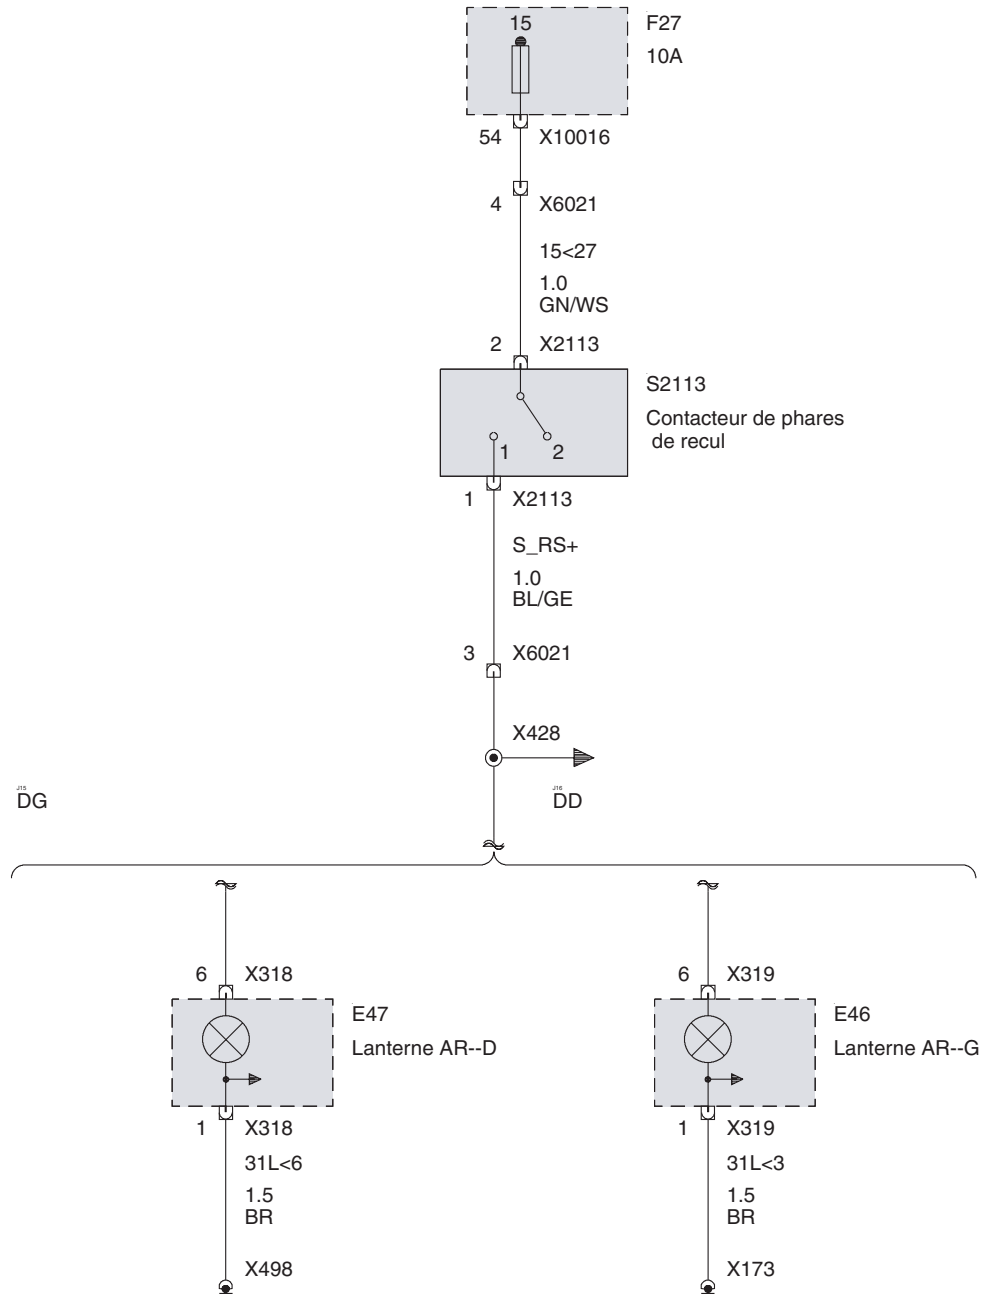 15
F27
10A
54 X10016
4 X6021
15<27
1.0
GN/WS
2 X2113
S2113
Contacteur de phares
de recul
1 2
1 X2113
S_RS+
1.0
BL/GE
3 X6021
X428
J15 J16
DG DD
6 X318 6 X319
E47 E46
Lanterne AR--D Lanterne AR--G
1 X318 1 X319
31L<6 31L<3
1.5 1.5
BR BR
X498 X173